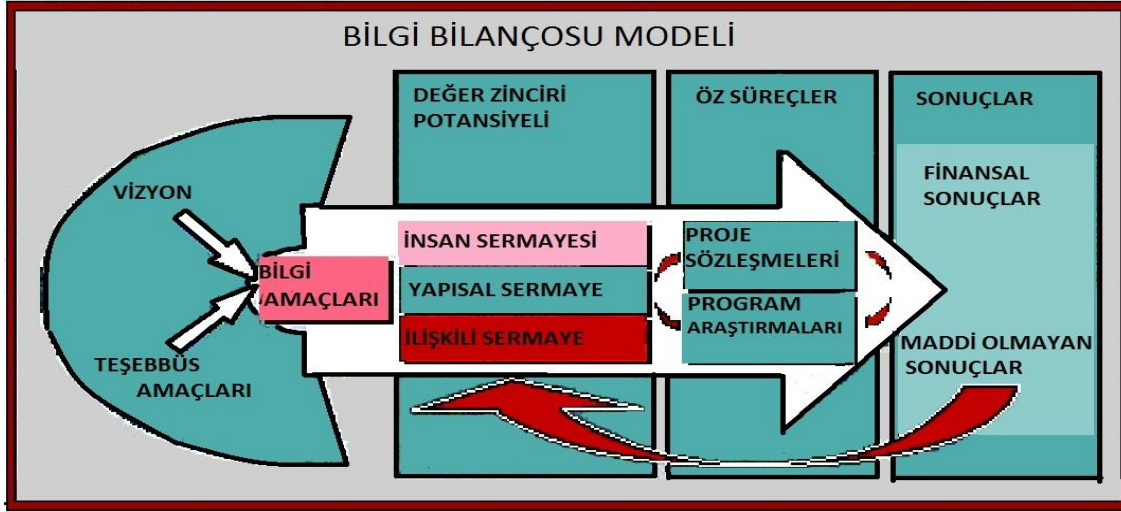 BİLGİ BİLANÇOSU MODELİ
DEĞER ZİNCİRİ
POTANSİYELİ
ÖZ SÜREÇLER
SONUÇLAR
VİZYON
TEŞEBBÜS
AMAÇLARI
BİLGİ
AMAÇLARI
İNSAN SERMAYESİ
YAPISAL SERMAYE
İLİŞKİLİ SERMAYE
PROJE
SÖZLEŞMELERİ
PROGRAM
ARAŞTIRMALARI
FİNANSAL
SONUÇLAR
MADDİ OLMAYAN
SONUÇLAR